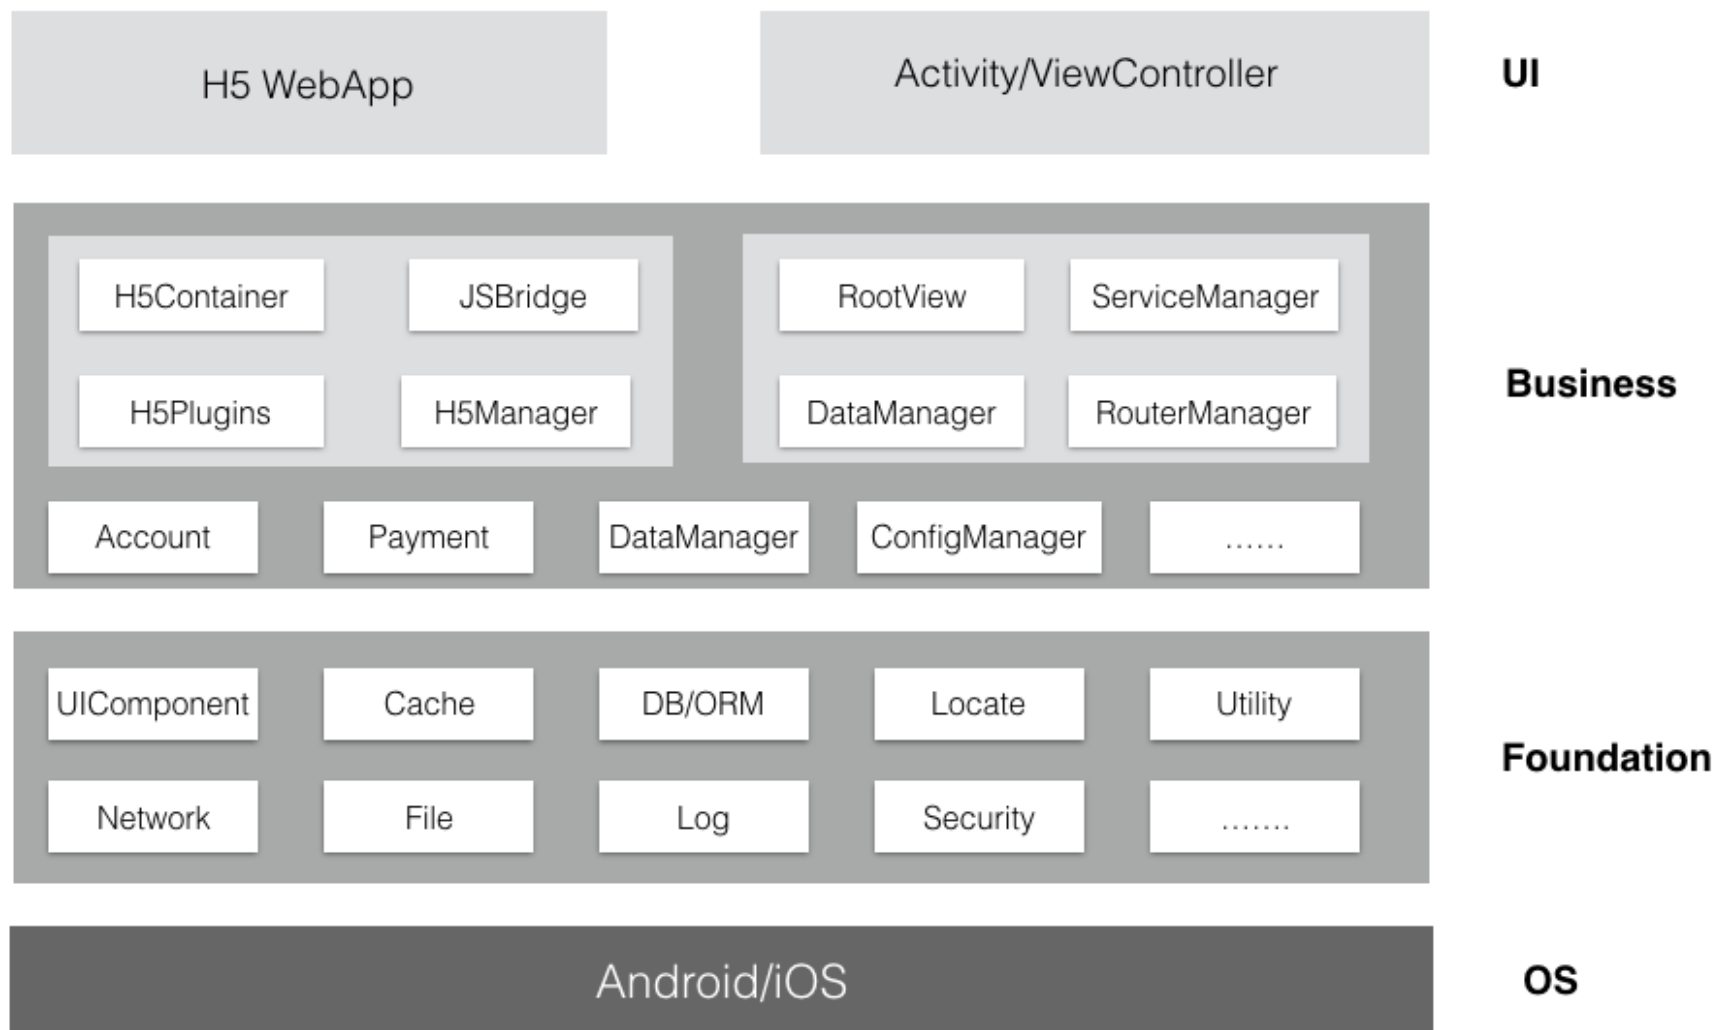 H5 WebApp
Activity/ViewController
UI
H5Container
JSBridge
RootView
ServiceManager
H5Plugins
H5Manager
DataManager
RouterManager
Business
Account
Payment
DataManager
ConfigManager
......
UIComponent
Cache
DB/ORM
Locate
Utility
Foundation
Network
File
Log
Security
.......
Android/iOS
OS